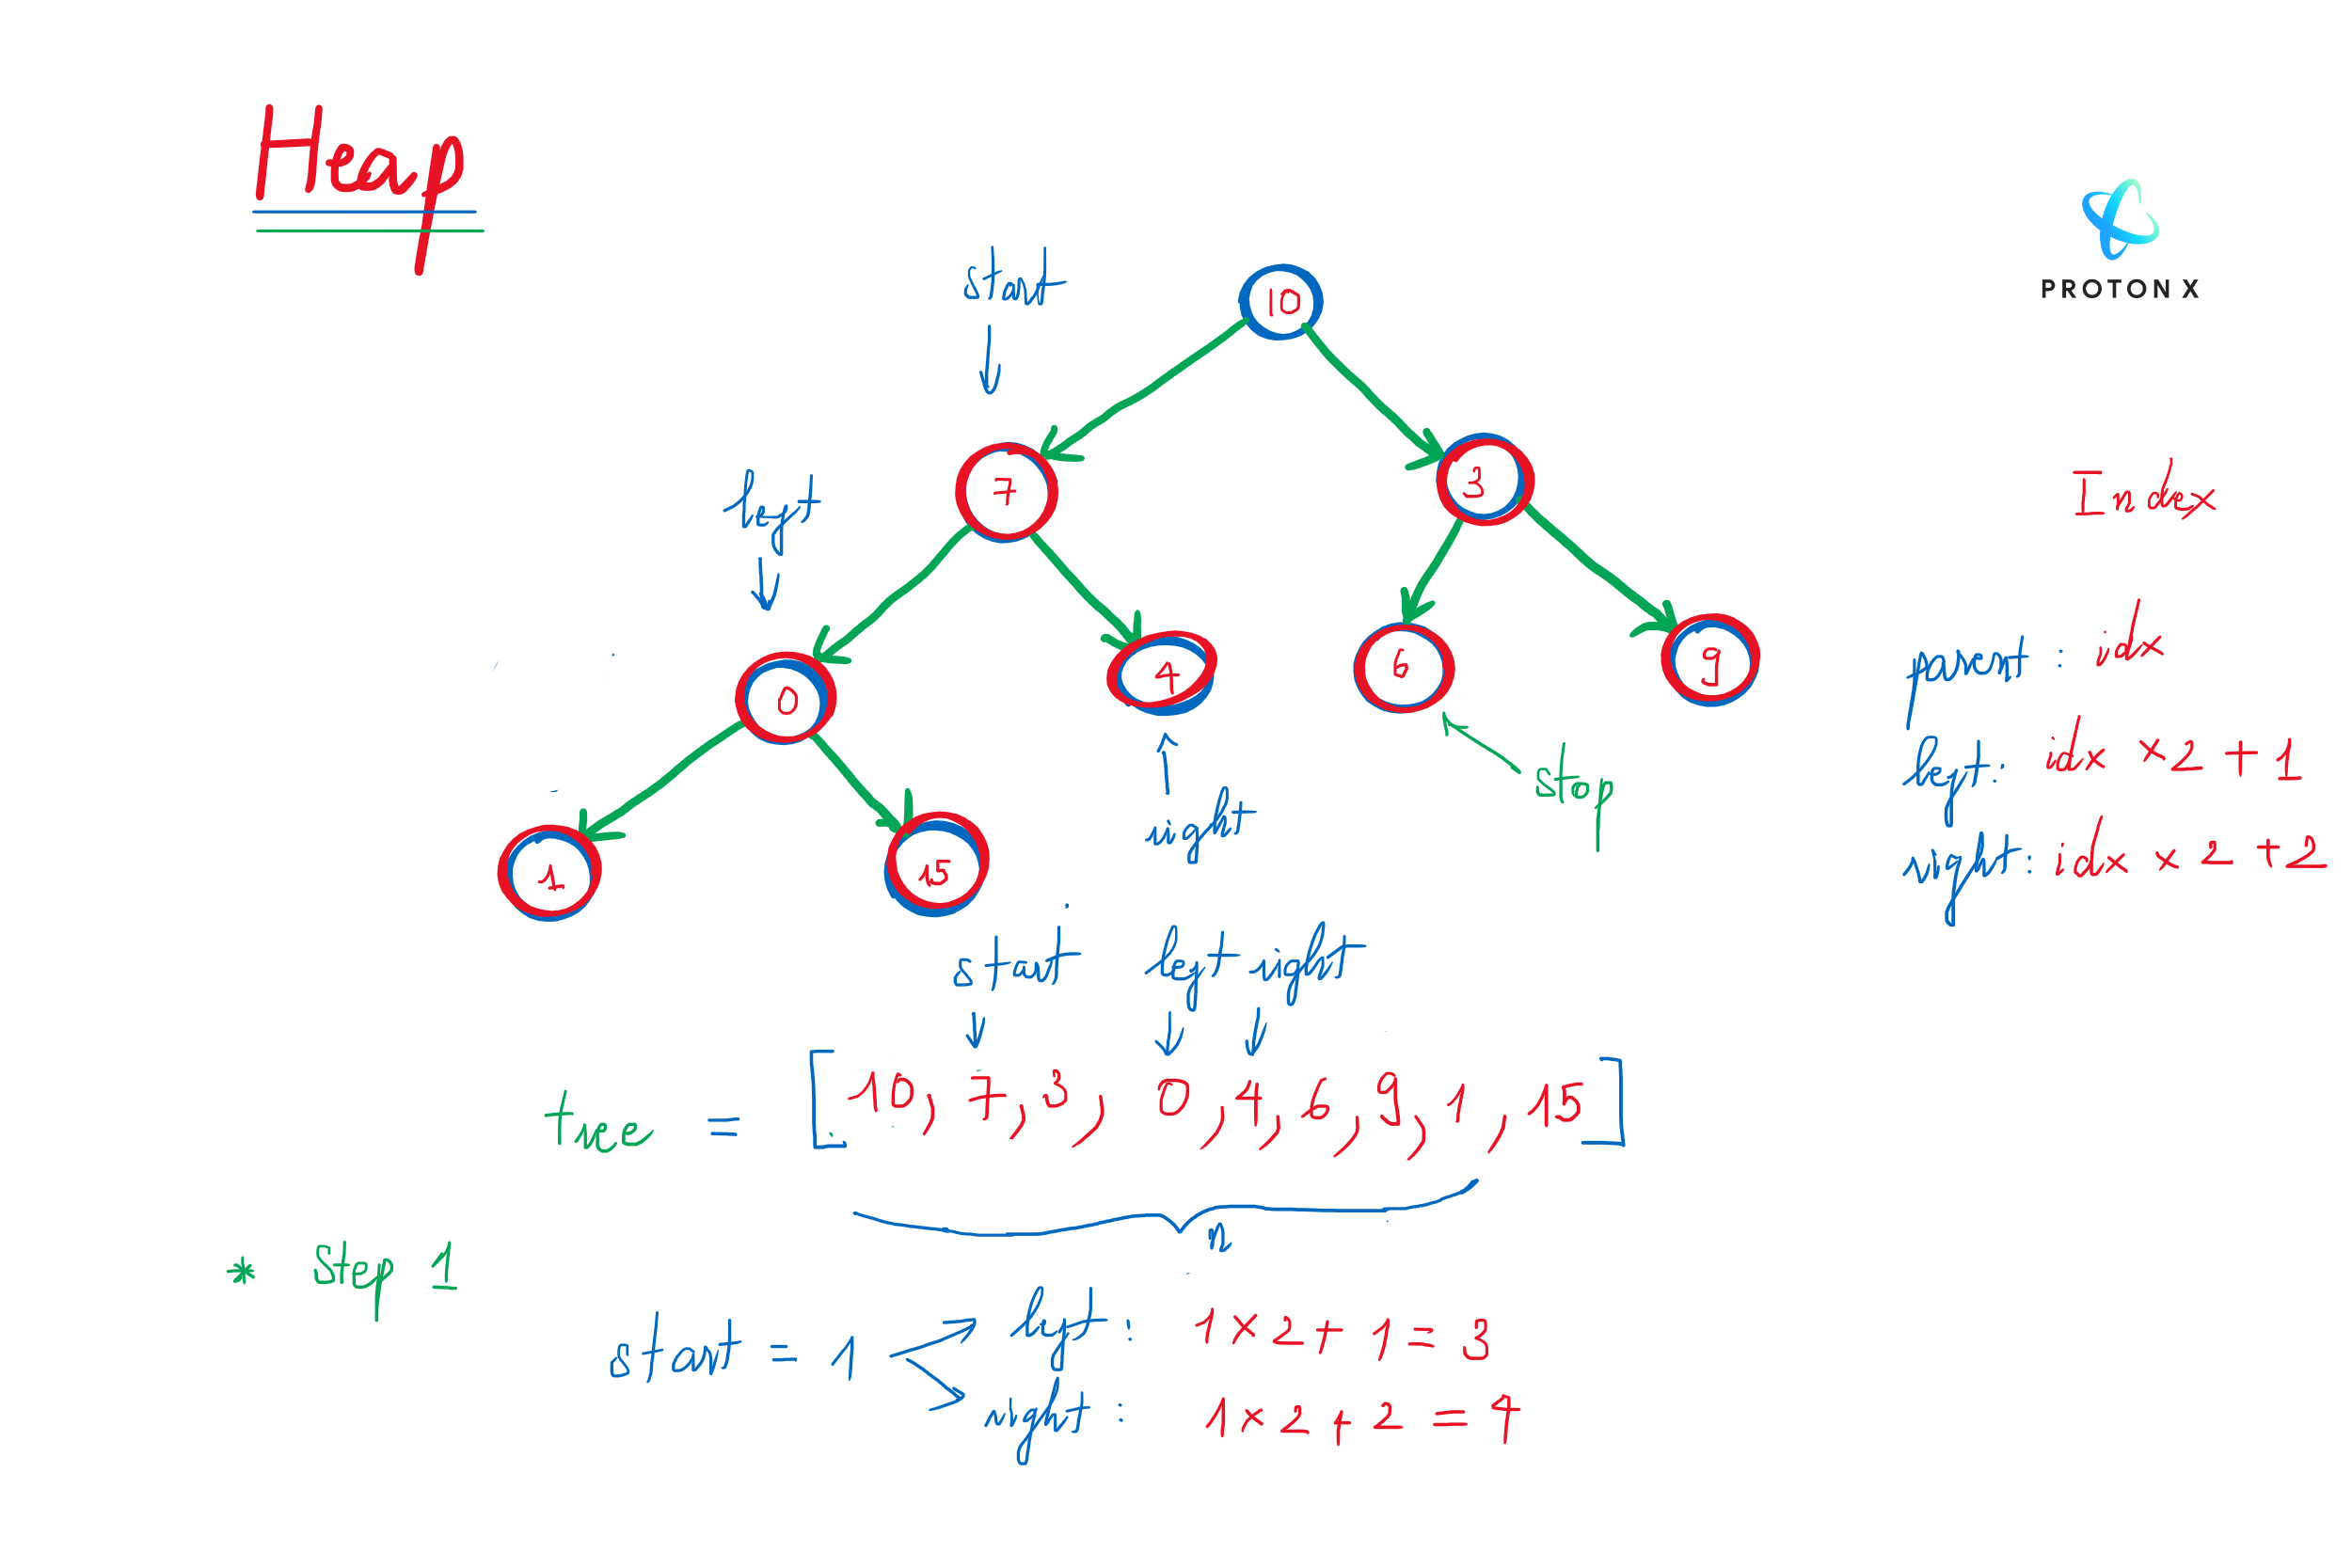 Heap
PROTON X
start
10
7
3
left
Index
0
4
6
9
parent : idx
left: idx × 2 + 1
right: idx × 2 + 2
stop
right
1
15
start left right
tree = [10, 7, 3, 0, 4, 6, 9, 1, 15]
n
* Step 1
start = 1
left: 1 × 2 + 1 = 3
right: 1 × 2 + 2 = 4